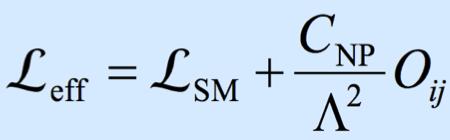 ℒ_eff = ℒ_SM + C_NP/Λ² O_ij